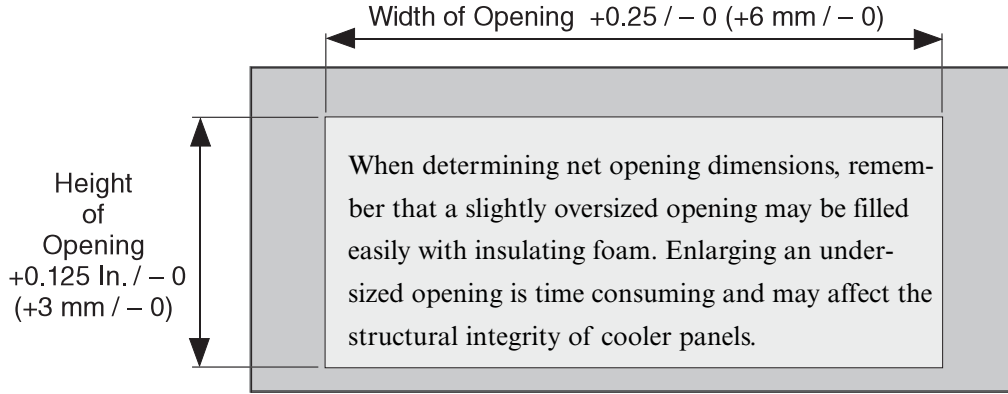 Width of Opening +0.25 / – 0 (+6 mm / – 0)
Height
of
Opening
+0.125 In. / – 0
(+3 mm / – 0)
When determining net opening dimensions, remem-
ber that a slightly oversized opening may be filled
easily with insulating foam. Enlarging an under-
sized opening is time consuming and may affect the
structural integrity of cooler panels.